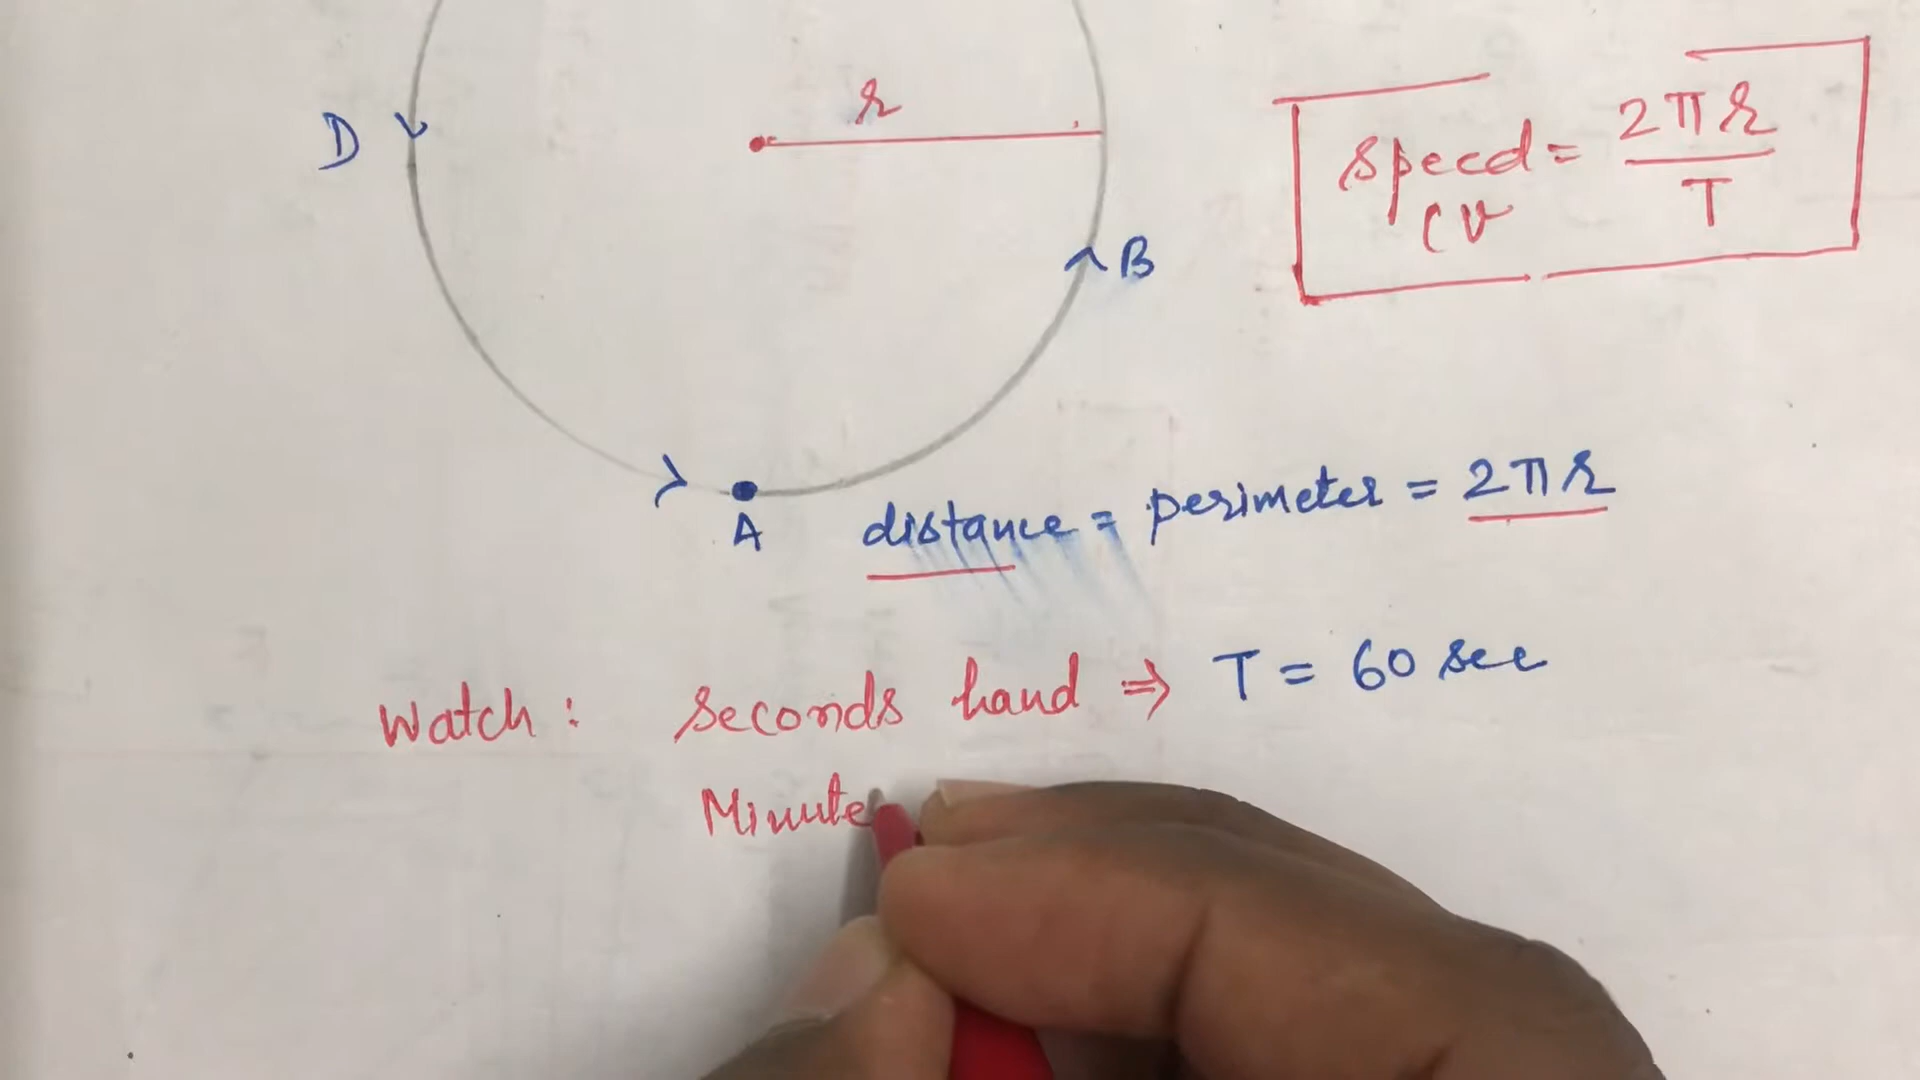 r
D
speed = 2πr / T
(v
B
A
distance = perimeter = 2πr
Watch : seconds hand ⇒ T = 60 sec
Minute